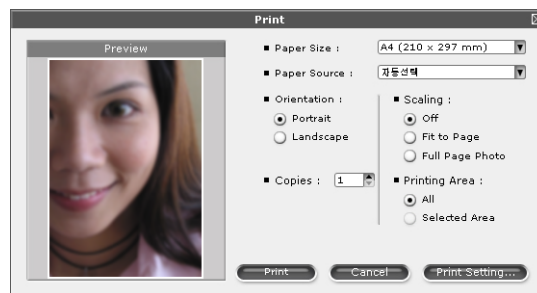 Print
Preview
Paper Size :
A4 (210 x 297 mm)
Paper Source :
자동선택
Orientation :
Portrait
Landscape
Scaling :
Off
Fit to Page
Full Page Photo
Copies :
1
Printing Area :
All
Selected Area
Print
Cancel
Print Setting...